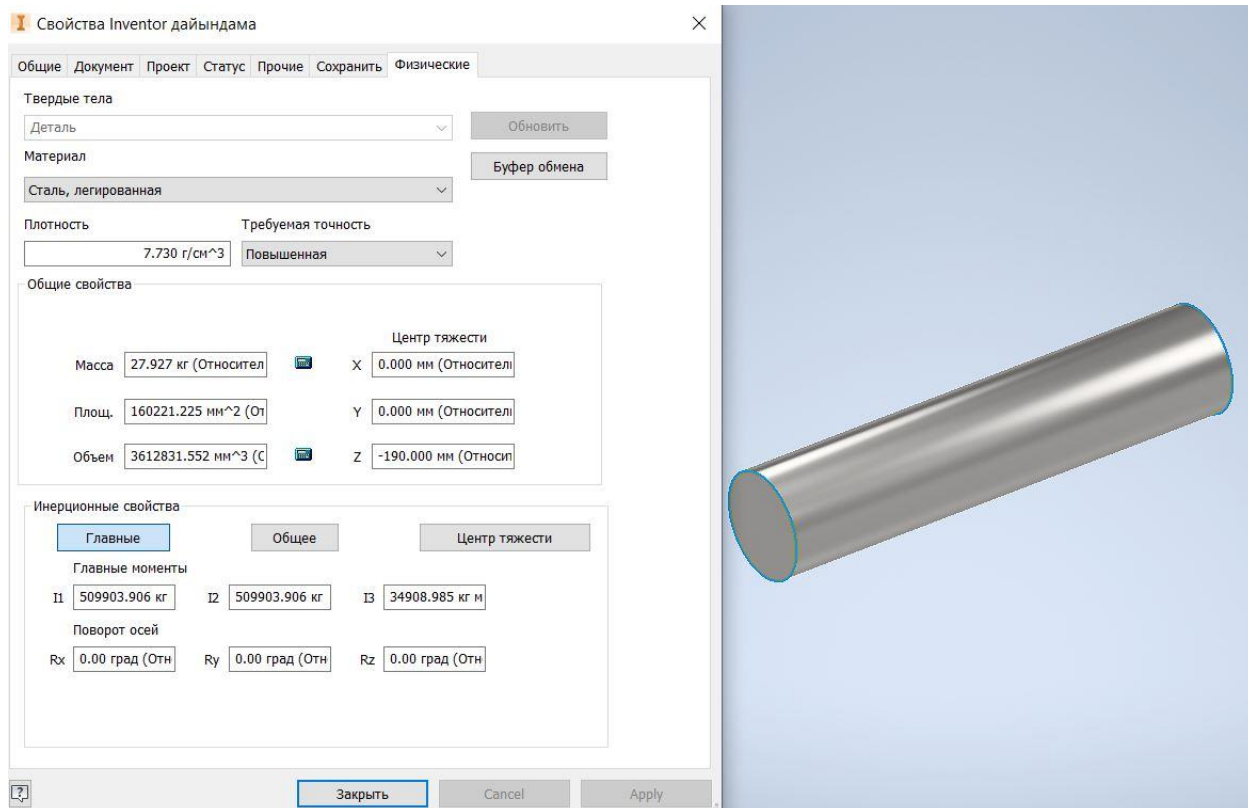 Свойства Inventor дайындама
Общие Документ Проект Статус Прочие Сохранить Физические
Твердые тела
Деталь
Обновить
Материал
Буфер обмена
Сталь, легированная
Плотность Требуемая точность
7.730 г/см^3 Повышенная
Общие свойства
Центр тяжести
Масса 27.927 кг (Относител X 0.000 мм (Относител
Площ. 160221.225 мм^2 (От Y 0.000 мм (Относител
Объем 3612831.552 мм^3 (С Z -190.000 мм (Относит
Инерционные свойства
Главные Общее Центр тяжести
Главные моменты
I1 509903.906 кг I2 509903.906 кг I3 34908.985 кг м
Поворот осей
Rx 0.00 град (Отн Ry 0.00 град (Отн Rz 0.00 град (Отн
Закрыть Cancel Apply